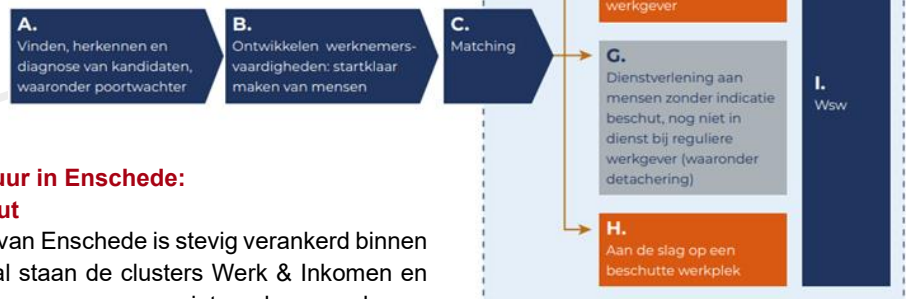 werkgever
A.
Vinden, herkennen en
diagnose van kandidaten,
waaronder poortwachter
B.
Ontwikkelen werknemers-
vaardigheden: startklaar
maken van mensen
C.
Matching
G.
Dienstverlening aan
mensen zonder indicatie
beschut, nog niet in
dienst bij reguliere
werkgever (waaronder
detachering)
I.
Wsw
H.
Aan de slag op een
beschutte werkplek
uur in Enschede:
ut
van Enschede is stevig verankerd binnen
al staan de clusters Werk & Inkomen en